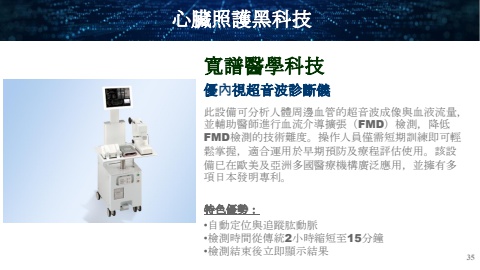 心臟照護黑科技
寬譜醫學科技
優內視超音波診斷儀
此設備可分析人體周邊血管的超音波成像與血液流量,
並輔助醫師進行血流介導擴張（FMD）檢測，降低
FMD檢測的技術難度。操作人員僅需短期訓練即可輕
鬆掌握，適合運用於早期預防及療程評估使用。該設
備已在歐美及亞洲多國醫療機構廣泛應用，並擁有多
項日本發明專利。
特色優勢：
•自動定位與追蹤肱動脈
•檢測時間從傳統2小時縮短至15分鐘
•檢測結束後立即顯示結果
35